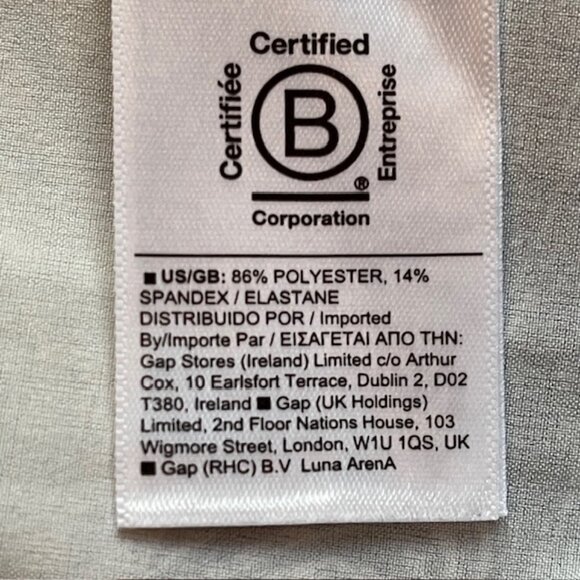 Certified
Certifiée
B
Entreprise
®
Corporation
■ US/GB: 86% POLYESTER, 14%
SPANDEX / ELASTANE
DISTRIBUIDO POR / Imported
By/Importe Par / ΕΙΣΑΓΕΤΑΙ ΑΠΟ ΤΗΝ:
Gap Stores (Ireland) Limited c/o Arthur
Cox, 10 Earlsfort Terrace, Dublin 2, D02
T380, Ireland ■ Gap (UK Holdings)
Limited, 2nd Floor Nations House, 103
Wigmore Street, London, W1U 1QS, UK
■ Gap (RHC) B.V Luna ArenA